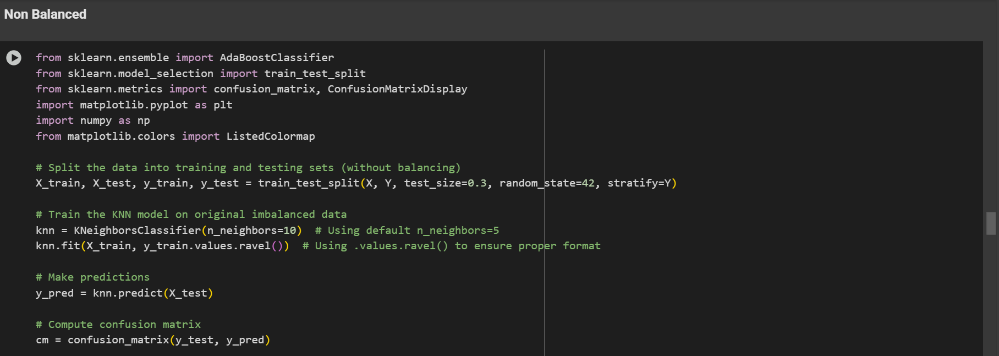 Non Balanced
from sklearn.ensemble import AdaBoostClassifier
from sklearn.model_selection import train_test_split
from sklearn.metrics import confusion_matrix, ConfusionMatrixDisplay
import matplotlib.pyplot as plt
import numpy as np
from matplotlib.colors import ListedColormap
# Split the data into training and testing sets (without balancing)
X_train, X_test, y_train, y_test = train_test_split(X, Y, test_size=0.3, random_state=42, stratify=Y)
# Train the KNN model on original imbalanced data
knn = KNeighborsClassifier(n_neighbors=10)  # Using default n_neighbors=5
knn.fit(X_train, y_train.values.ravel())  # Using .values.ravel() to ensure proper format
# Make predictions
y_pred = knn.predict(X_test)
# Compute confusion matrix
cm = confusion_matrix(y_test, y_pred)